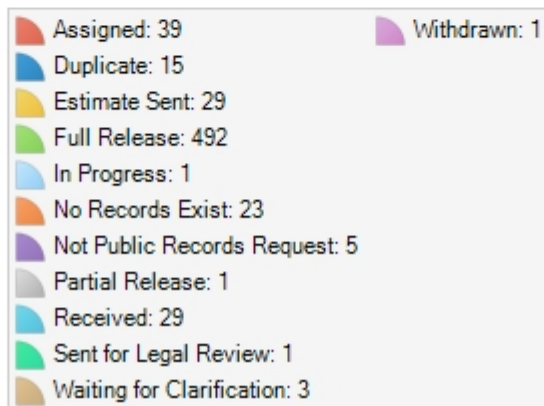 Assigned: 39
Duplicate: 15
Estimate Sent: 29
Full Release: 492
In Progress: 1
No Records Exist: 23
Not Public Records Request: 5
Partial Release: 1
Received: 29
Sent for Legal Review: 1
Waiting for Clarification: 3
Withdrawn: 1